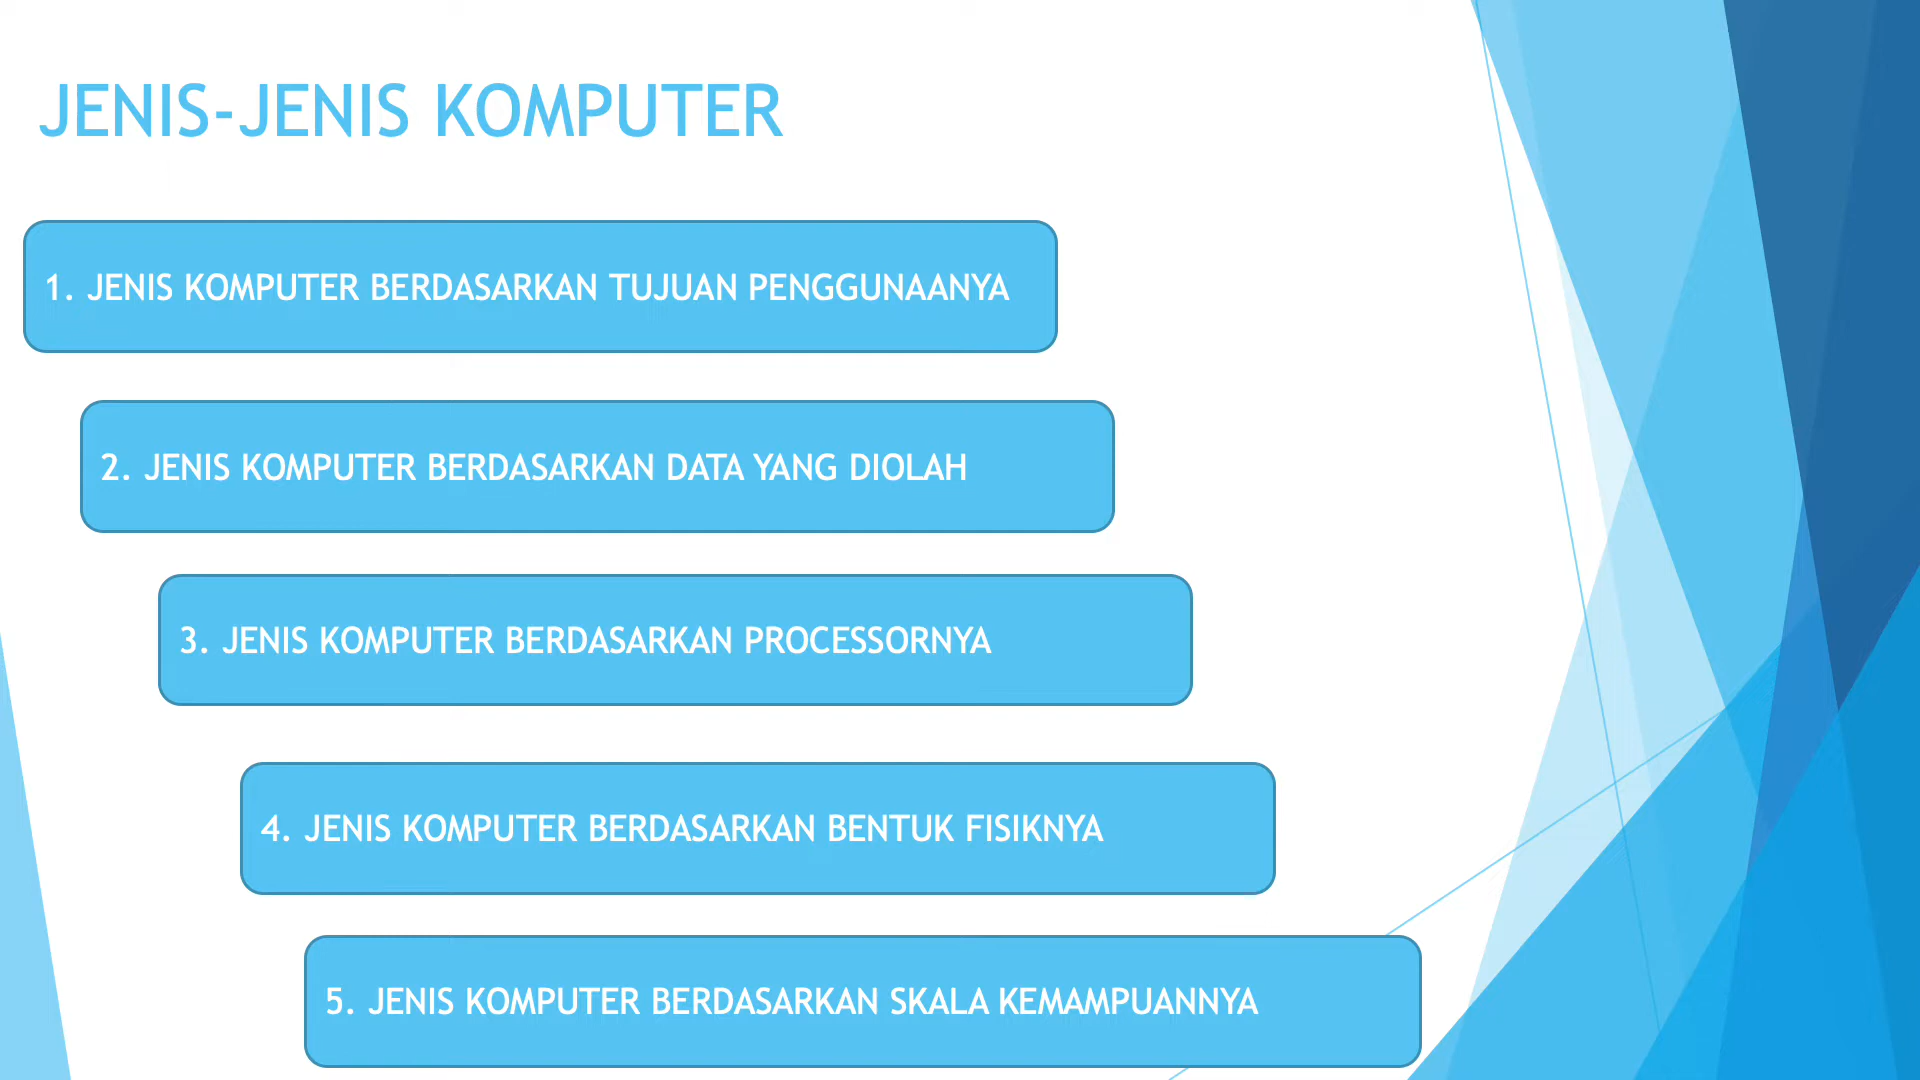 JENIS-JENIS KOMPUTER
1. JENIS KOMPUTER BERDASARKAN TUJUAN PENGGUNAANYA
2. JENIS KOMPUTER BERDASARKAN DATA YANG DIOLAH
3. JENIS KOMPUTER BERDASARKAN PROCESSORNYA
4. JENIS KOMPUTER BERDASARKAN BENTUK FISIKNYA
5. JENIS KOMPUTER BERDASARKAN SKALA KEMAMPUANNYA